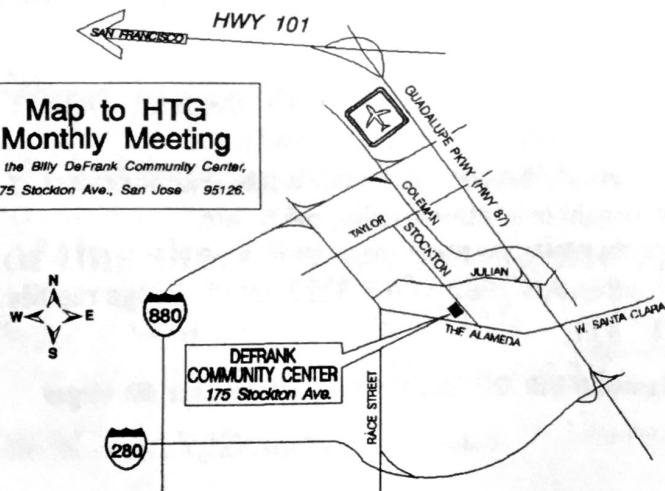 HWY 101
SAN FRANCISCO
Map to HTG
Monthly Meeting
the Billy DeFrank Community Center,
75 Stockton Ave., San Jose 95126.
GUADALUPE PKWY (HWY 87)
COLEMAN
TAYLOR
STOCKTON
JULIAN
N
W E
S
880
W. SANTA CLARA
THE ALAMEDA
DEFRANK
COMMUNITY CENTER
175 Stockton Ave.
RACE STREET
280